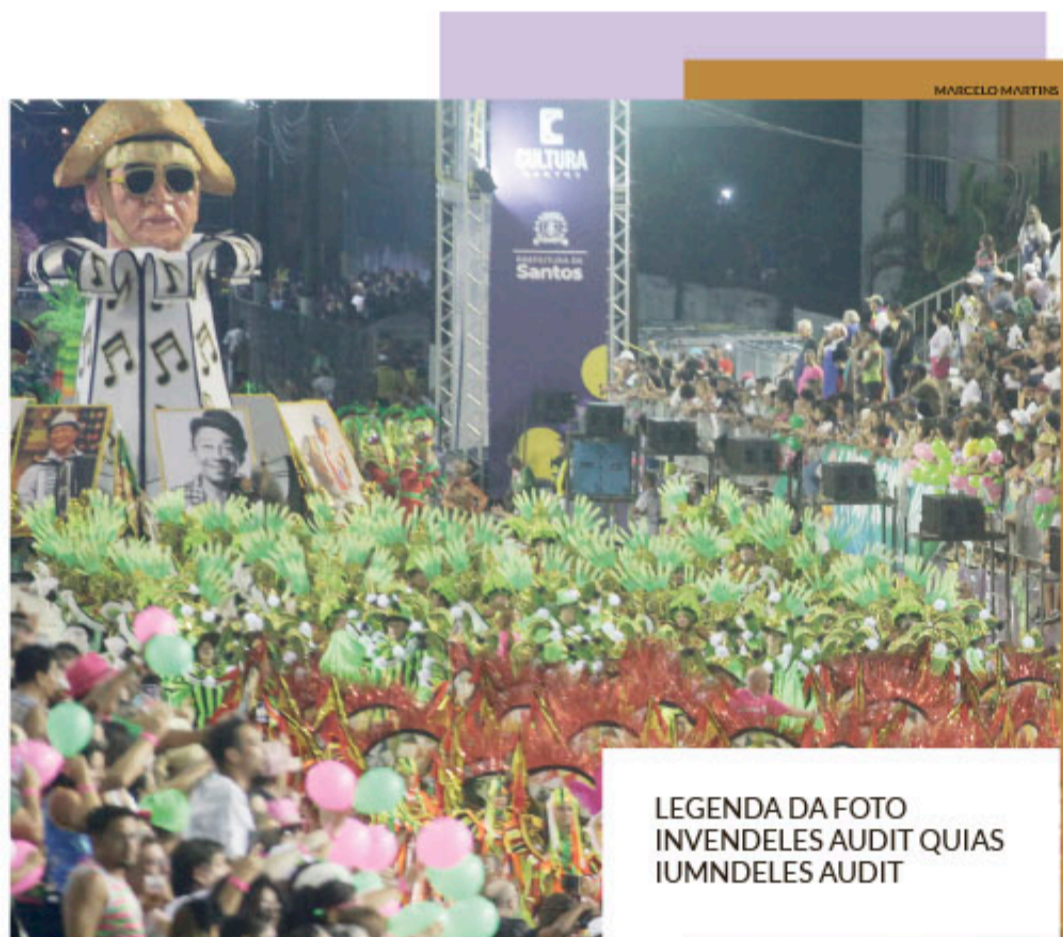 MARCELO MARTINS
CULTURA
SANTOS
PREFEITURA DE
Santos
LEGENDA DA FOTO
INVENDELES AUDIT QUIAS
IUMNDELES AUDIT